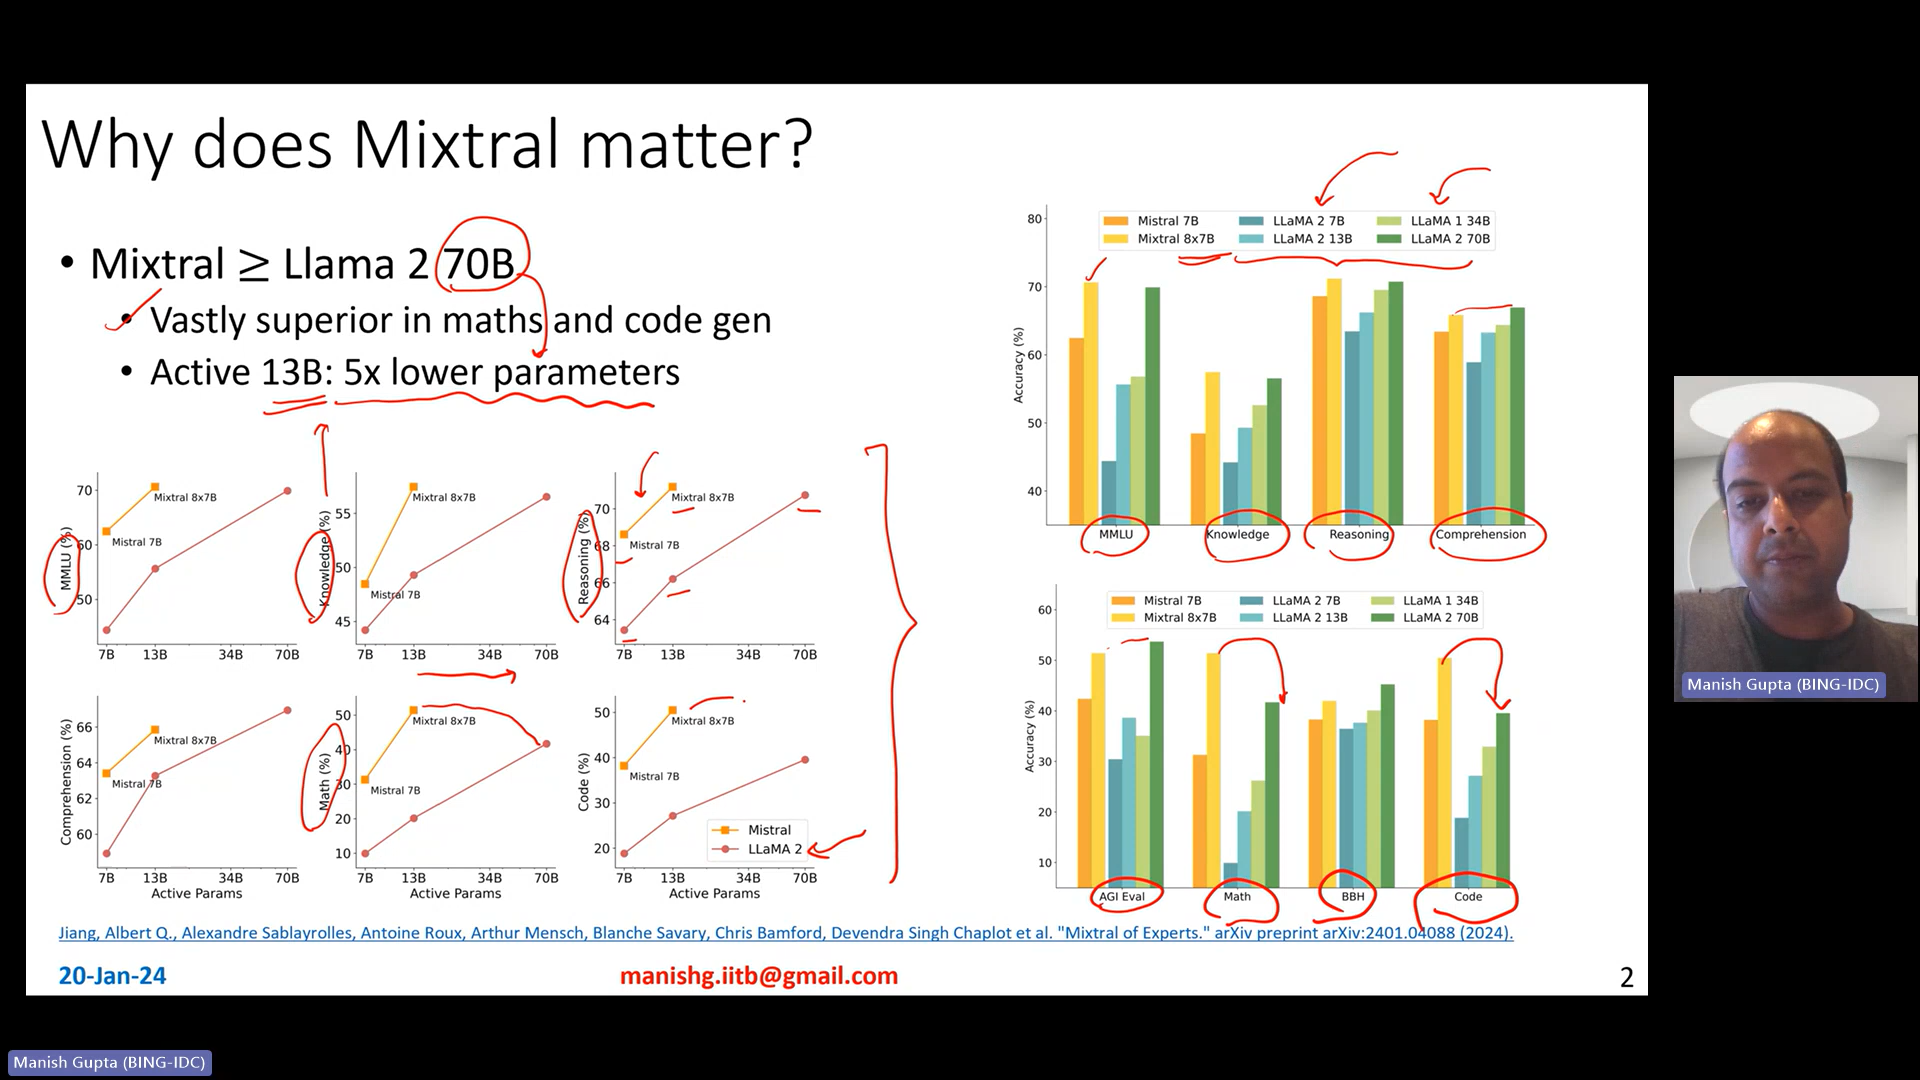 Why does Mixtral matter?
• Mixtral ≥ Llama 2 70B
• Vastly superior in maths and code gen
• Active 13B: 5x lower parameters
MMLU (%)
70
60
50
Mixtral 8x7B
Mistral 7B
7B 13B 34B 70B
Knowledge (%)
55
50
45
Mixtral 8x7B
Mistral 7B
7B 13B 34B 70B
Reasoning (%)
70
68
66
64
Mixtral 8x7B
Mistral 7B
7B 13B 34B 70B
Comprehension (%)
66
64
62
60
Mixtral 8x7B
Mistral 7B
7B 13B 34B 70B
Active Params
Math (%)
50
40
30
20
10
Mixtral 8x7B
Mistral 7B
7B 13B 34B 70B
Active Params
Code (%)
50
40
30
20
Mixtral 8x7B
Mistral 7B
Mistral
LLaMA 2
7B 13B 34B 70B
Active Params
Mistral 7B LLaMA 2 7B LLaMA 1 34B
Mixtral 8x7B LLaMA 2 13B LLaMA 2 70B
Accuracy (%)
80
70
60
50
40
MMLU Knowledge Reasoning Comprehension
Mistral 7B LLaMA 2 7B LLaMA 1 34B
Mixtral 8x7B LLaMA 2 13B LLaMA 2 70B
Accuracy (%)
60
50
40
30
20
10
AGI Eval Math BBH Code
Jiang, Albert Q., Alexandre Sablayrolles, Antoine Roux, Arthur Mensch, Blanche Savary, Chris Bamford, Devendra Singh Chaplot et al. "Mixtral of Experts." arXiv preprint arXiv:2401.04088 (2024).
20-Jan-24 manishg.iitb@gmail.com 2
Manish Gupta (BING-IDC)
Manish Gupta (BING-IDC)